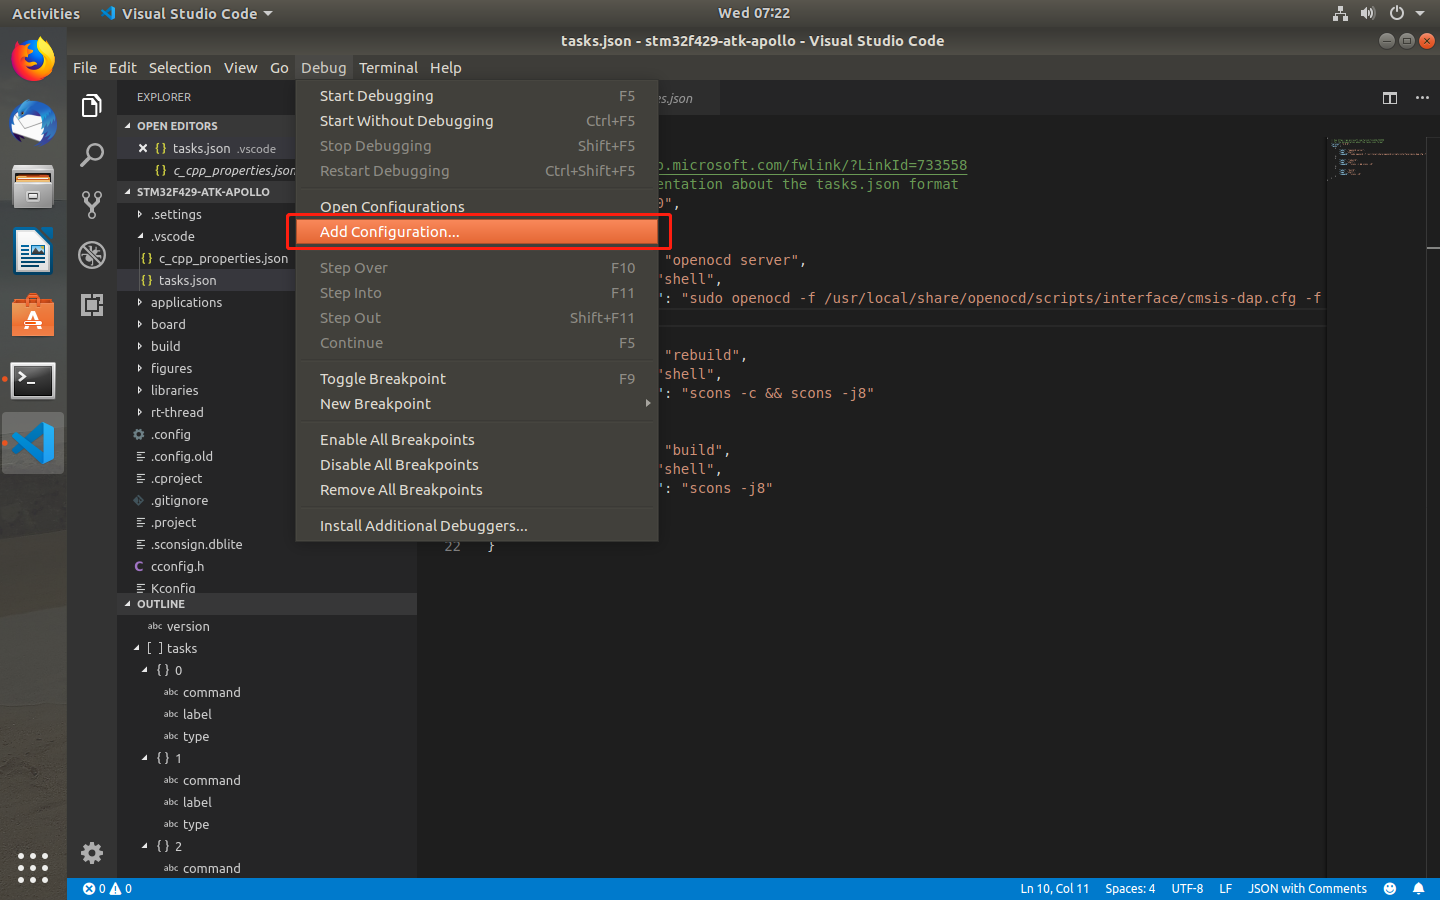 Activities
Visual Studio Code
Wed 07:22
tasks.json - stm32f429-atk-apollo - Visual Studio Code
File Edit Selection View Go Debug Terminal Help
EXPLORER
OPEN EDITORS
tasks.json .vscode
c_cpp_properties.json
STM32F429-ATK-APOLLO
.settings
.vscode
c_cpp_properties.json
tasks.json
applications
board
build
figures
libraries
rt-thread
.config
.config.old
.cproject
.gitignore
.project
.sconsign.dblite
cconfig.h
Kconfig
OUTLINE
abc version
[ ] tasks
{ } 0
abc command
abc label
abc type
{ } 1
abc command
abc label
abc type
{ } 2
abc command
Start Debugging F5
Start Without Debugging Ctrl+F5
Stop Debugging Shift+F5
Restart Debugging Ctrl+Shift+F5
Open Configurations
Add Configuration...
Step Over F10
Step Into F11
Step Out Shift+F11
Continue F5
Toggle Breakpoint F9
New Breakpoint
Enable All Breakpoints
Disable All Breakpoints
Remove All Breakpoints
Install Additional Debuggers...
es.json
o.microsoft.com/fwlink/?LinkId=733558
entation about the tasks.json format
0",
"openocd server",
"shell",
": "sudo openocd -f /usr/local/share/openocd/scripts/interface/cmsis-dap.cfg -f
"rebuild",
"shell",
": "scons -c && scons -j8"
"build",
"shell",
": "scons -j8"
22 }
0 0
Ln 10, Col 11 Spaces: 4 UTF-8 LF JSON with Comments